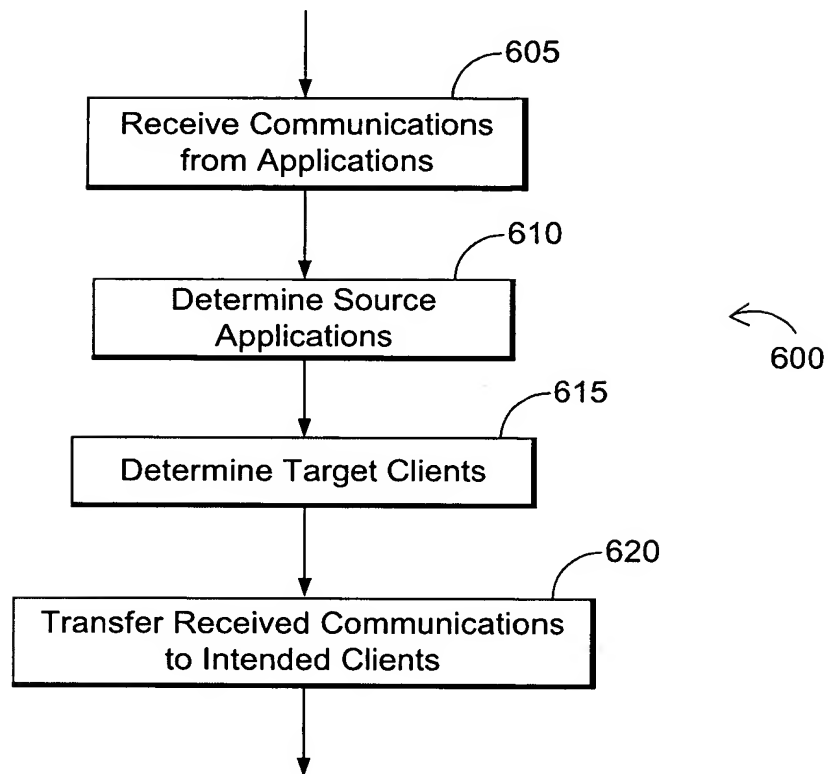 605
Receive Communications
from Applications
610
Determine Source
Applications
600
615
Determine Target Clients
620
Transfer Received Communications
to Intended Clients